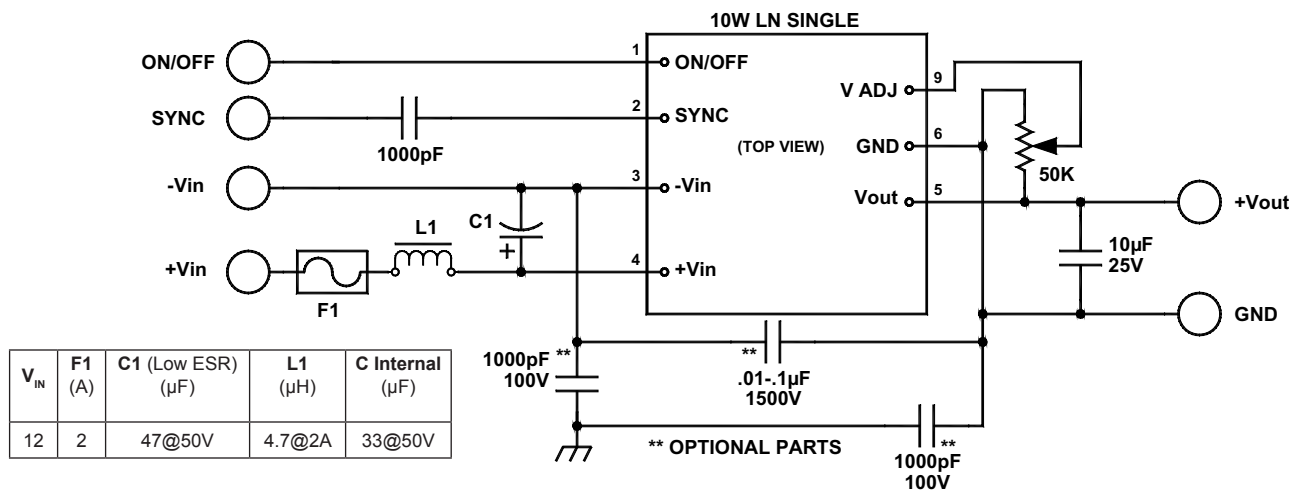 10W LN SINGLE
ON/OFF
1
ON/OFF
SYNC
1000pF
2
SYNC
-Vin
3
-Vin
C1
+
L1
+Vin
F1
4
+Vin
(TOP VIEW)
V ADJ
9
GND
6
Vout
5
50K
+Vout
10µF
25V
GND
1000pF **
100V
**
.01-.1µF
1500V
** OPTIONAL PARTS
**
1000pF
100V
VIN F1 (A) C1 (Low ESR) (µF) L1 (µH) C Internal (µF)
12 2 47@50V 4.7@2A 33@50V